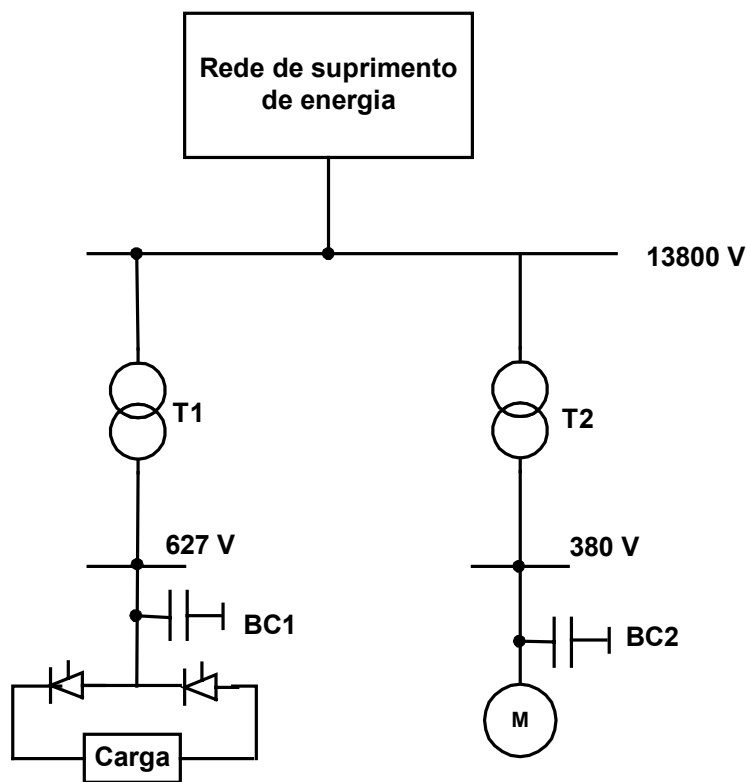 Rede de suprimento
de energia
13800 V
T1
T2
627 V
380 V
BC1
BC2
M
Carga